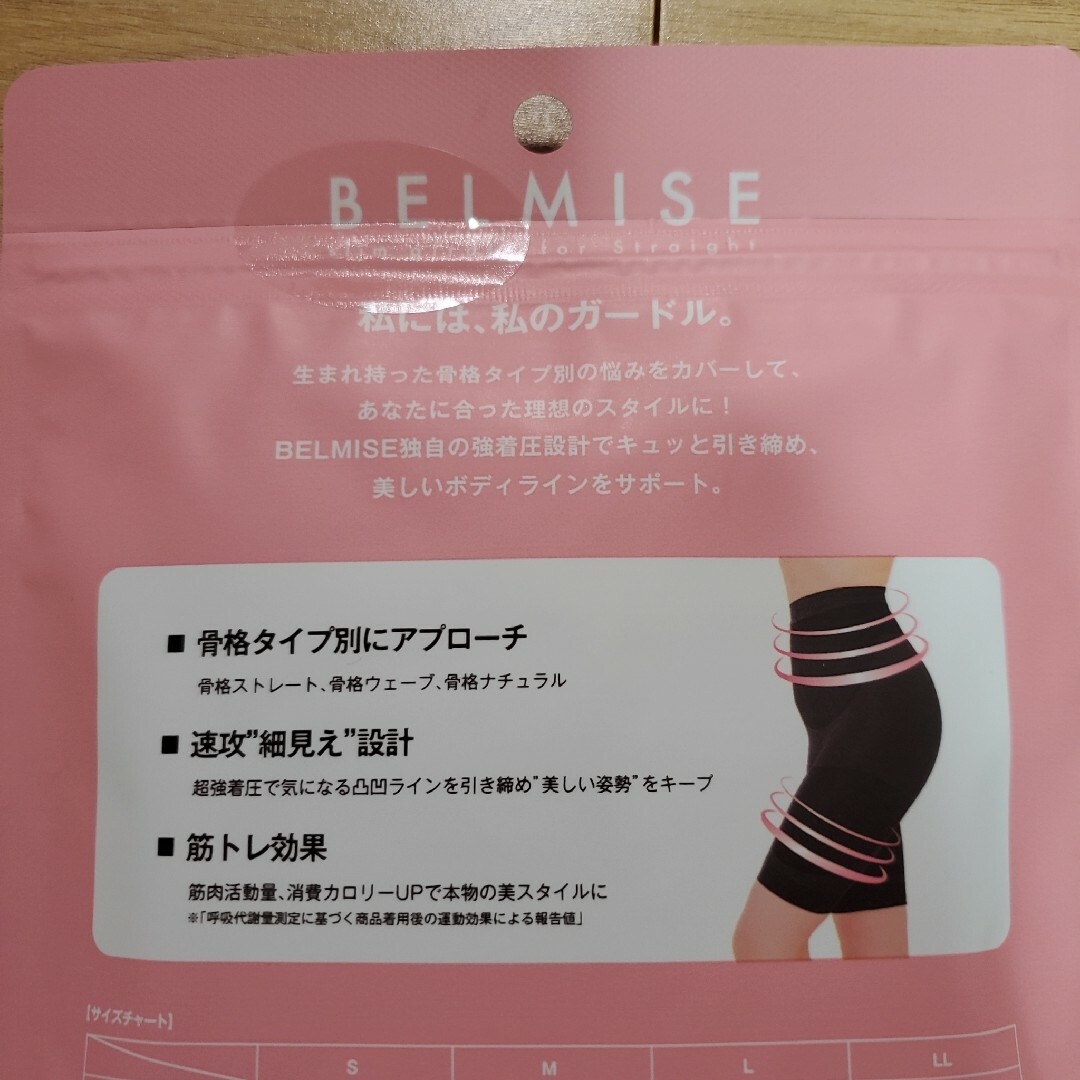 BELMISE
for Straight
私には、私のガードル。
生まれ持った骨格タイプ別の悩みをカバーして、
あなたに合った理想のスタイルに！
BELMISE独自の強着圧設計でキュッと引き締め、
美しいボディラインをサポート。
■ 骨格タイプ別にアプローチ
骨格ストレート、骨格ウェーブ、骨格ナチュラル
■ 速攻”細見え”設計
超強着圧で気になる凸凹ラインを引き締め”美しい姿勢”をキープ
■ 筋トレ効果
筋肉活動量、消費カロリーUPで本物の美スタイルに
※「呼吸代謝量測定に基づく商品着用後の運動効果による報告値」
【サイズチャート】
S M L LL